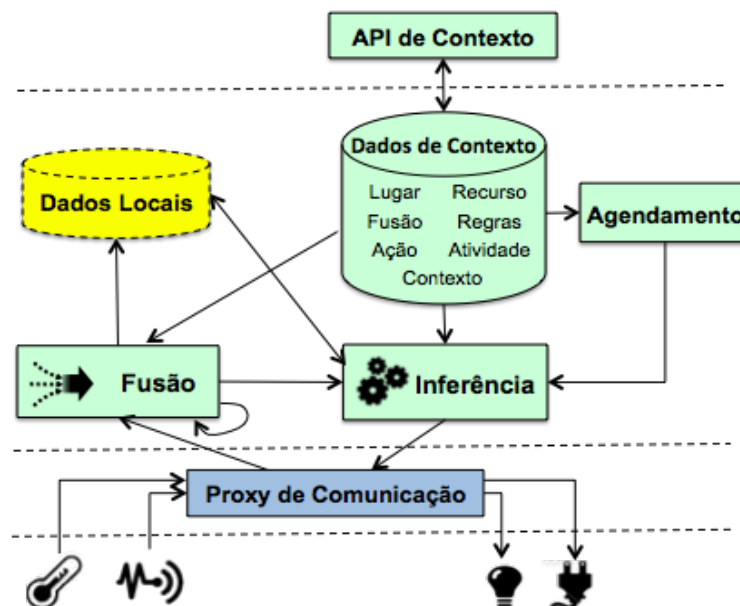 API de Contexto
Dados de Contexto
Lugar Recurso
Fusão Regras
Ação Atividade
Contexto
Dados Locais
Agendamento
Fusão
Inferência
Proxy de Comunicação